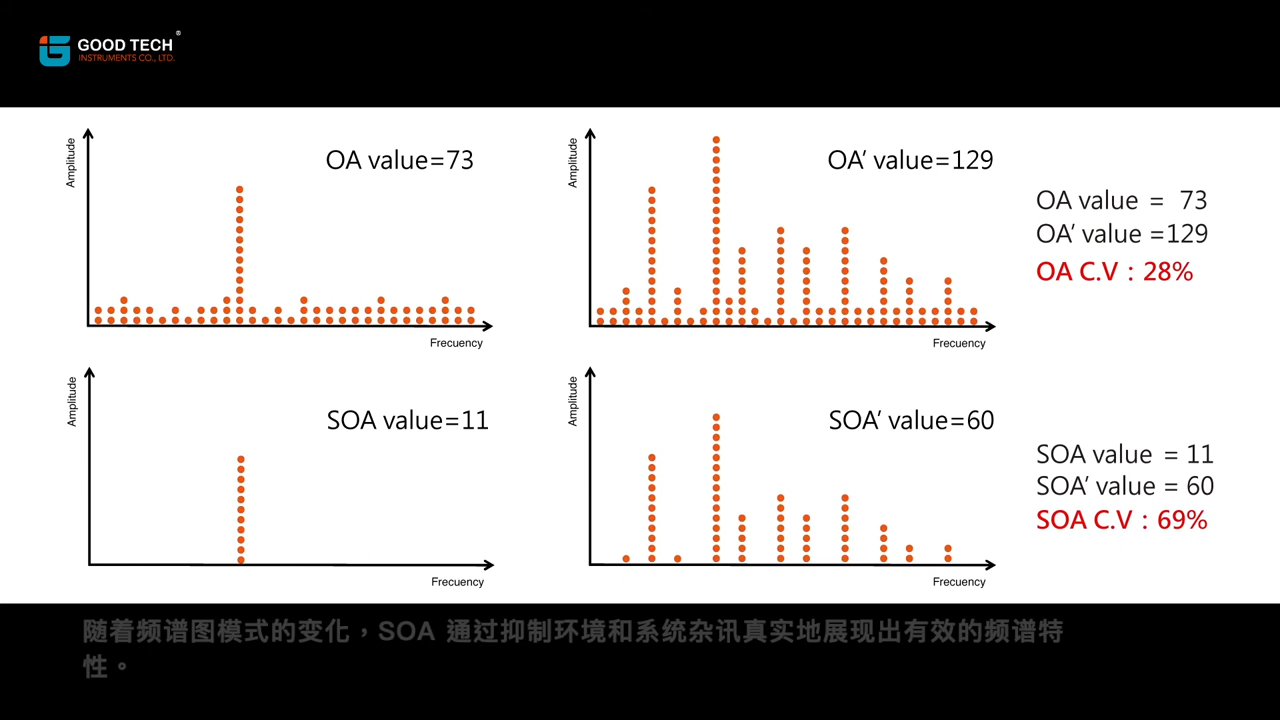 GOOD TECH®
INSTRUMENTS CO., LTD.
Amplitude
OA value=73
Frecuency
Amplitude
OA’ value=129
Frecuency
OA value = 73
OA’ value =129
OA C.V：28%
Amplitude
SOA value=11
Frecuency
Amplitude
SOA’ value=60
Frecuency
SOA value = 11
SOA’ value = 60
SOA C.V：69%
随着频谱图模式的变化，SOA 通过抑制环境和系统杂讯真实地展现出有效的频谱特
性。